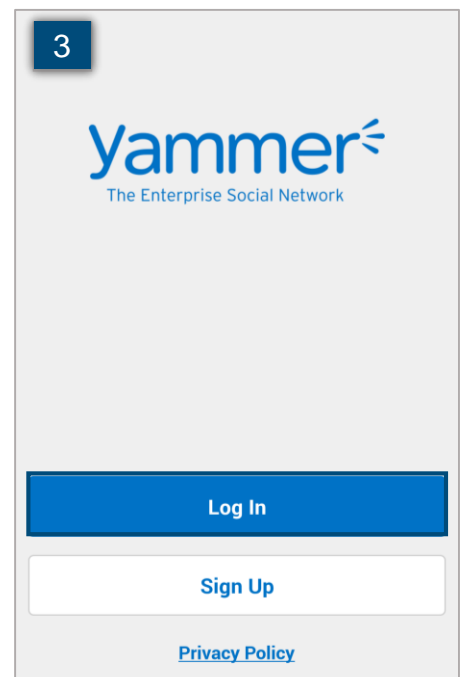 3
yammer
The Enterprise Social Network
Log In
Sign Up
Privacy Policy